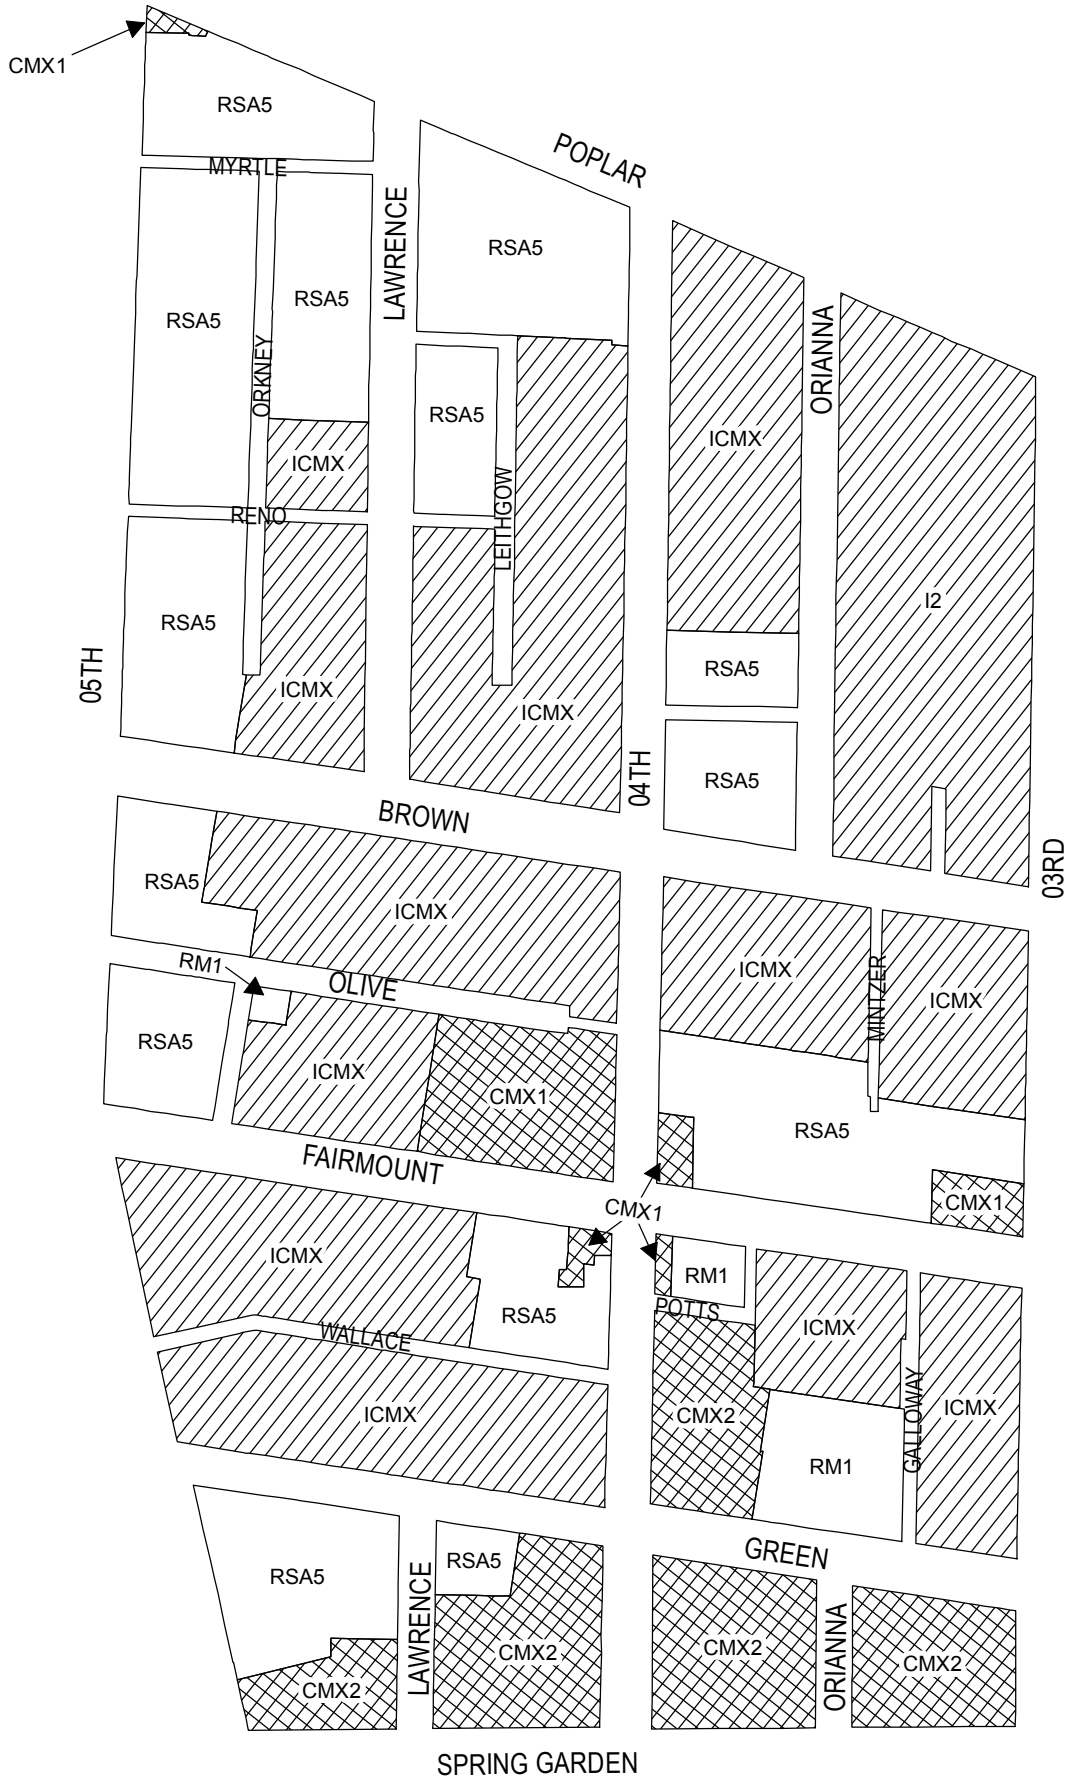 CMX1
RSA5
POPLAR
MYRTLE
LAWRENCE
RSA5
RSA5
RSA5
ORIANNA
ORKNEY
RSA5
ICMX
ICMX
LEITHGOW
RENO
I2
RSA5
05TH
RSA5
ICMX
ICMX
04TH
RSA5
BROWN
03RD
RSA5
ICMX
RM1
OLIVE
ICMX
MINTZER
ICMX
RSA5
ICMX
CMX1
RSA5
FAIRMOUNT
CMX1
CMX1
ICMX
RM1
RSA5
POTTS
WALLACE
ICMX
ICMX
CMX2
GALLOWAY
ICMX
RM1
GREEN
RSA5
RSA5
LAWRENCE
CMX2
CMX2
ORIANNA
CMX2
CMX2
SPRING GARDEN